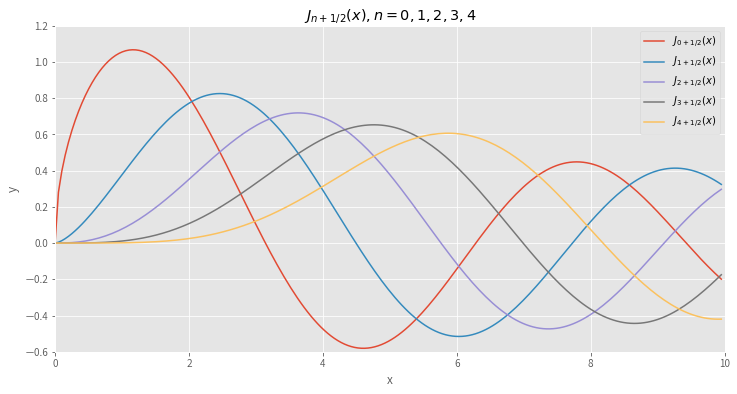 J_{n+1/2}(x), n = 0, 1, 2, 3, 4
1.2
1.0
0.8
0.6
0.4
0.2
0.0
−0.2
−0.4
−0.6
y
J_{0+1/2}(x)
J_{1+1/2}(x)
J_{2+1/2}(x)
J_{3+1/2}(x)
J_{4+1/2}(x)
0 2 4 6 8 10
x